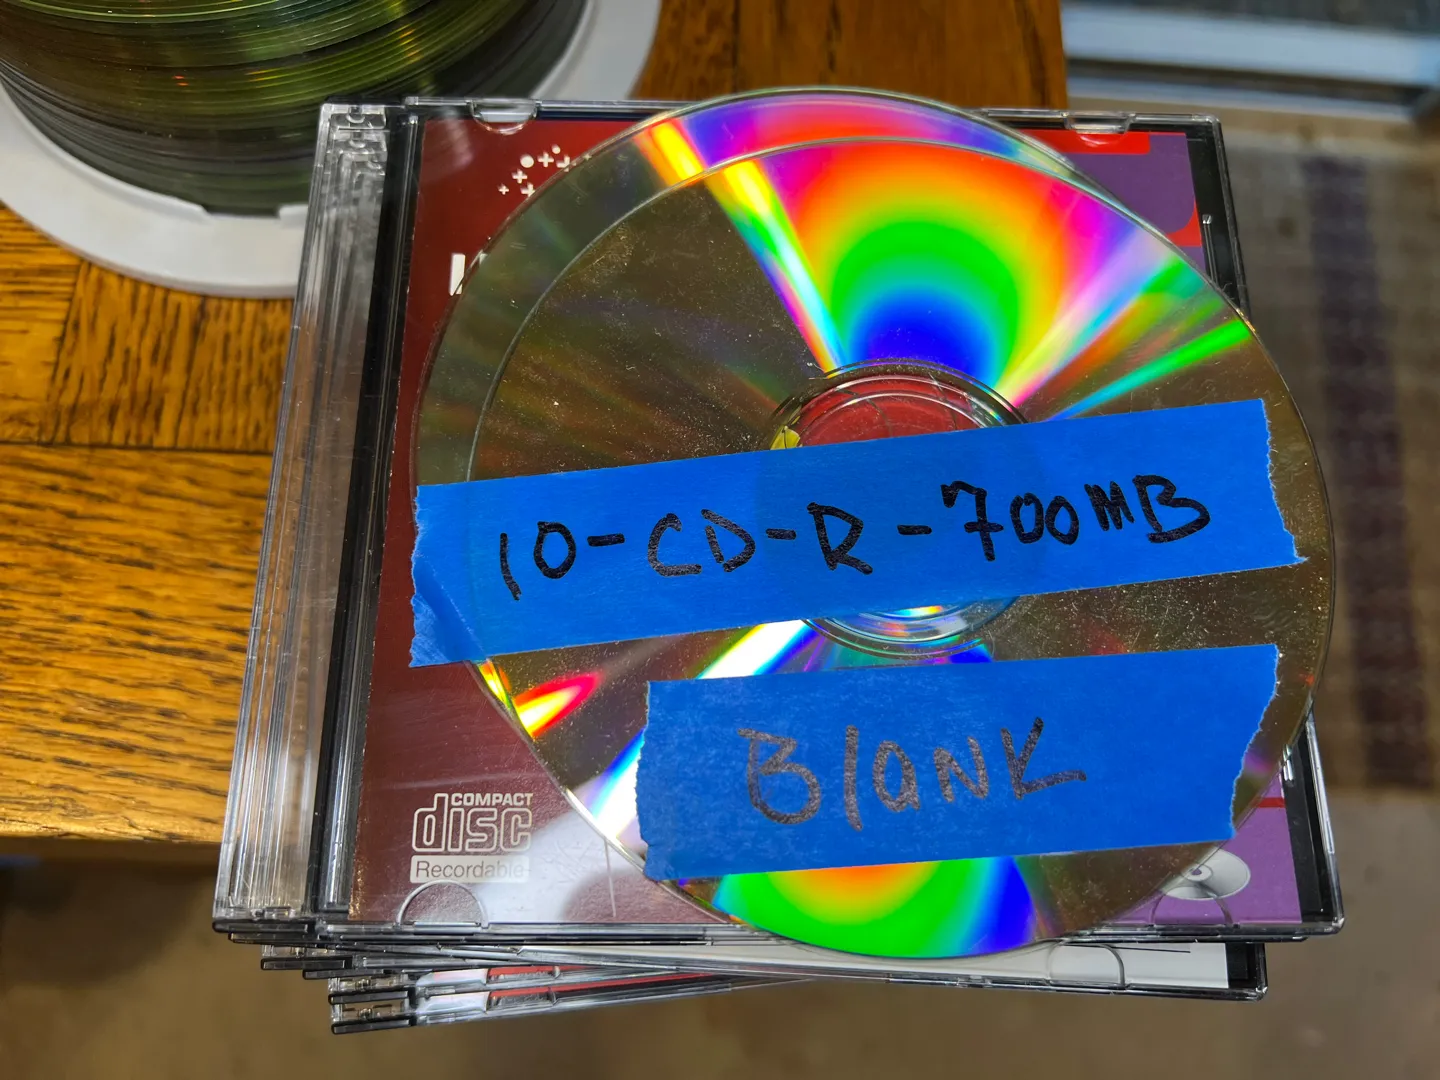 10-CD-R-700MB
BlANK
COMPACT
disc
Recordable